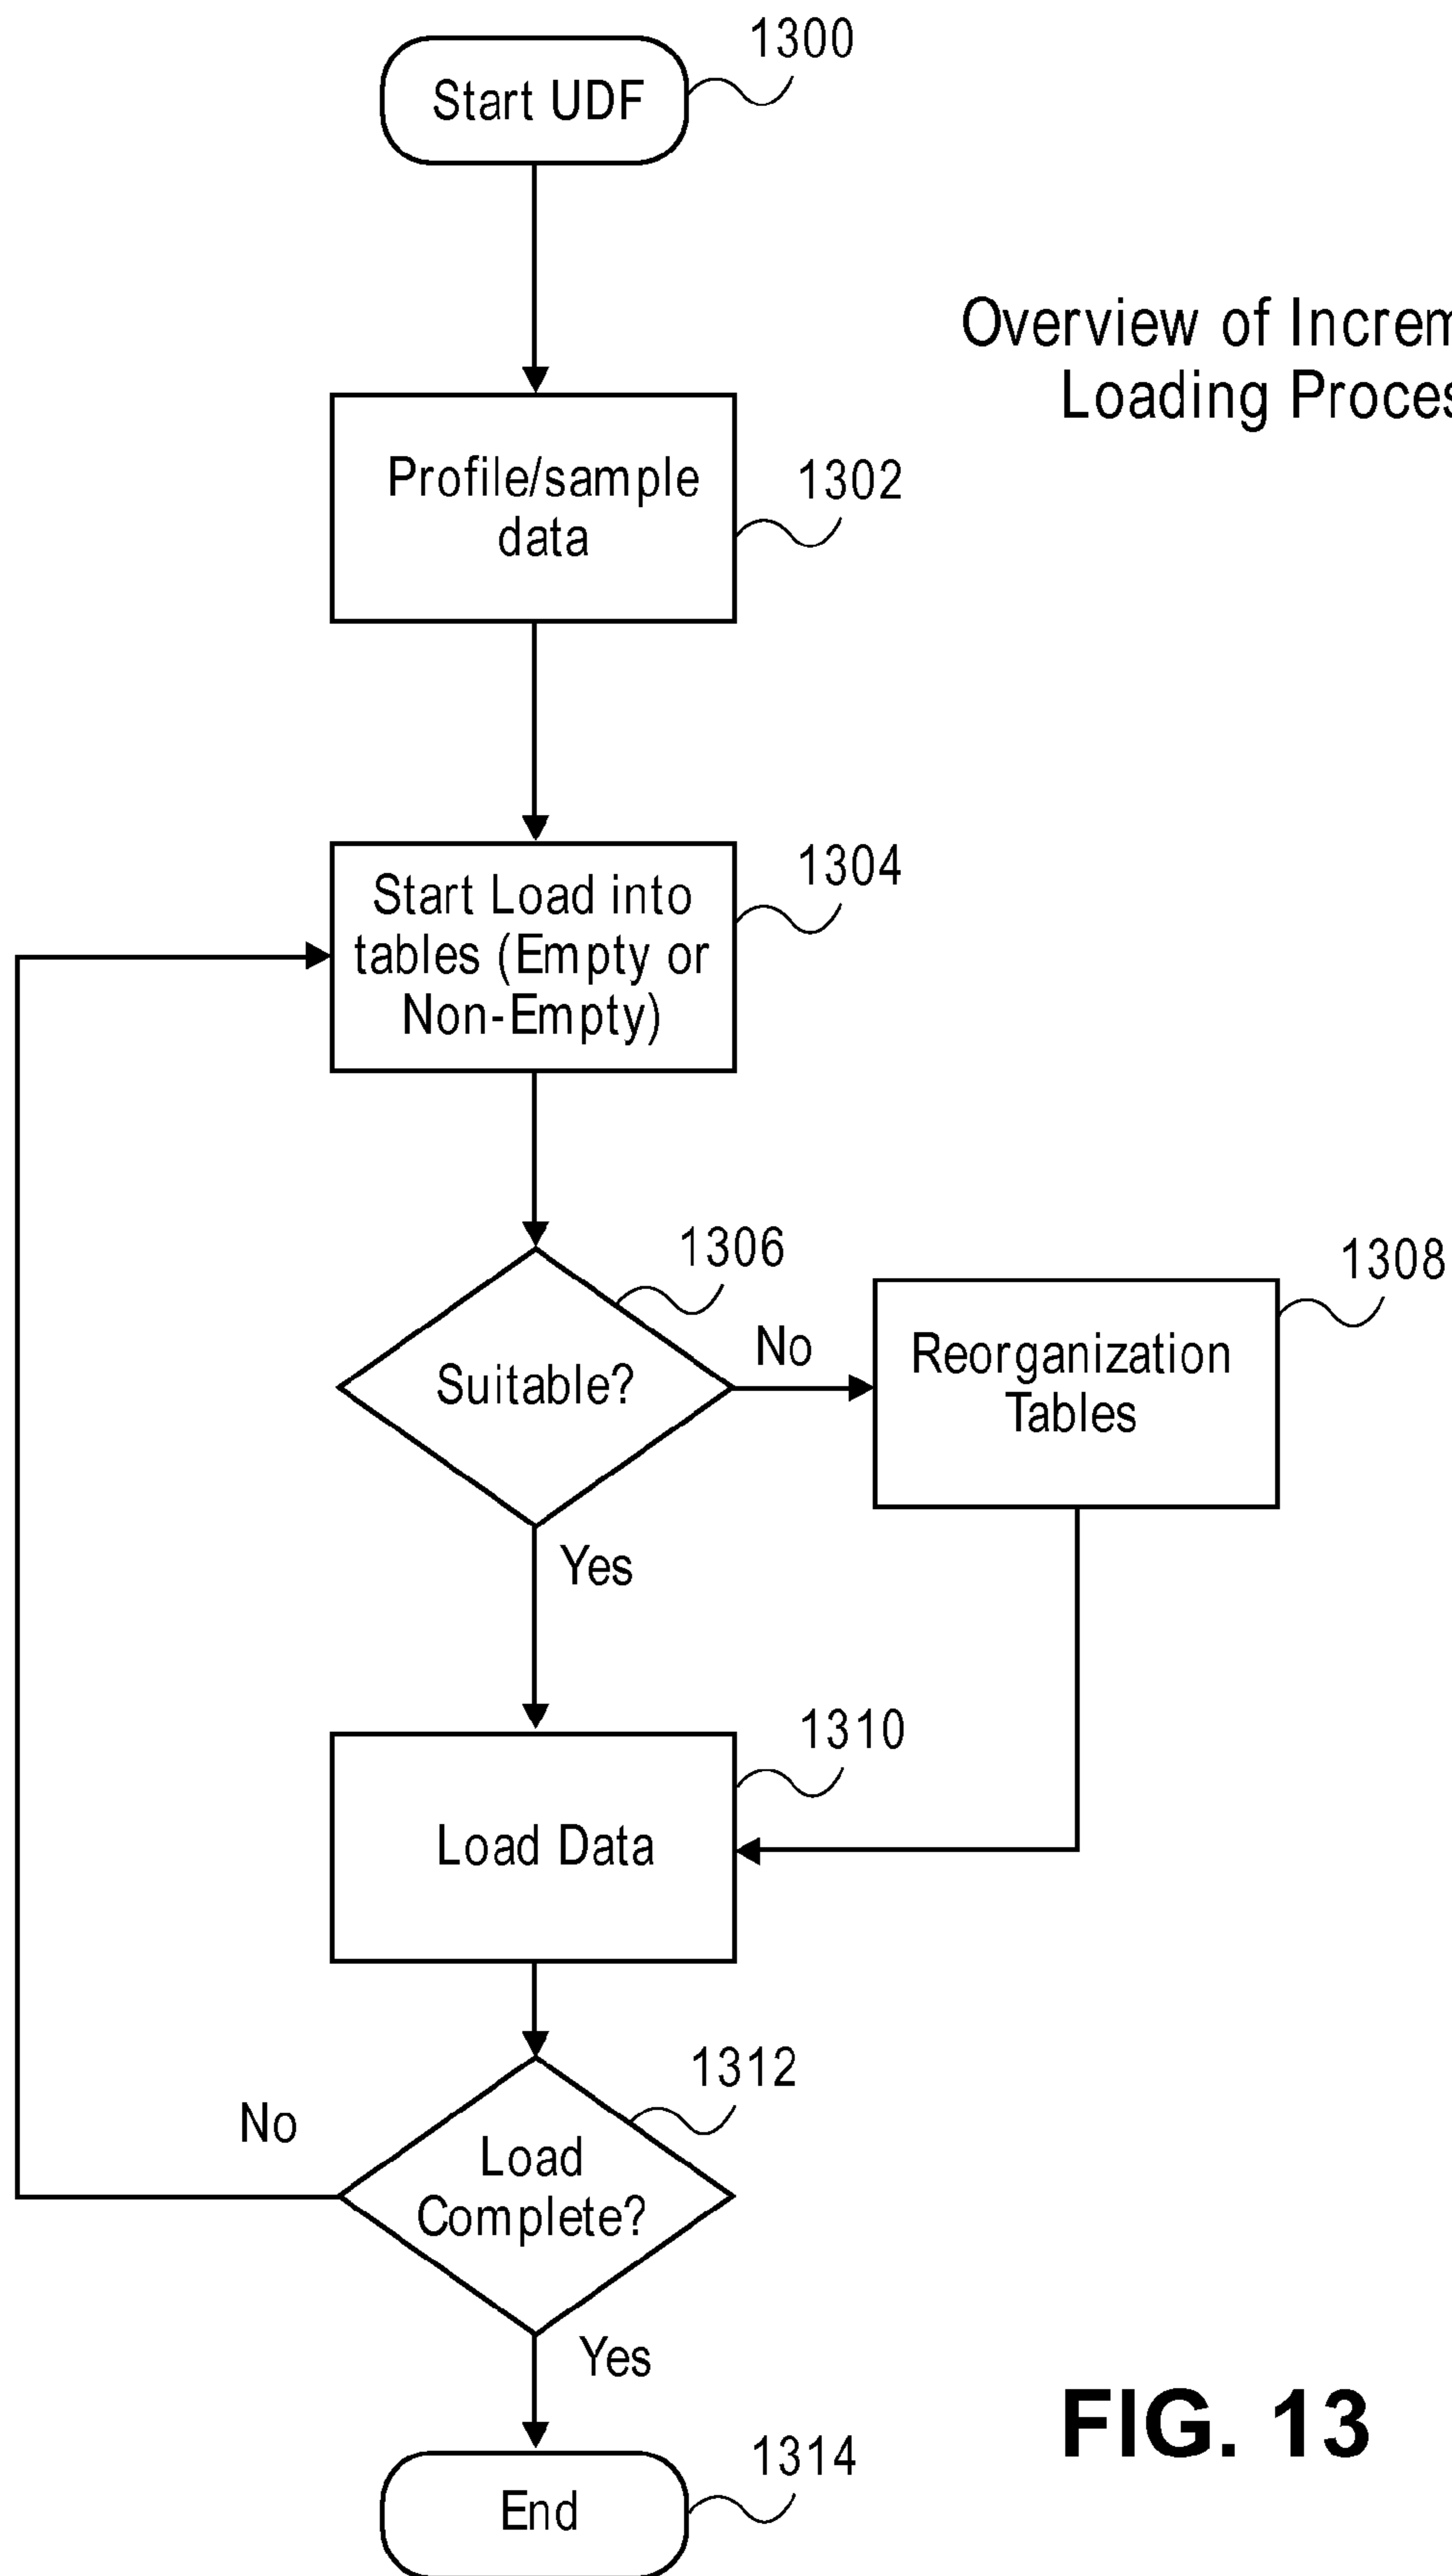 1300
Start UDF
Overview of
Loading
Profile/sample
data
1302
1304
Start Load into
tables (Empty or
Non-Empty)
1306
Suitable?
No
1308
Reorganization
Tables
Yes
1310
Load Data
1312
No
Load
Complete?
Yes
FIG. 13
1314
End